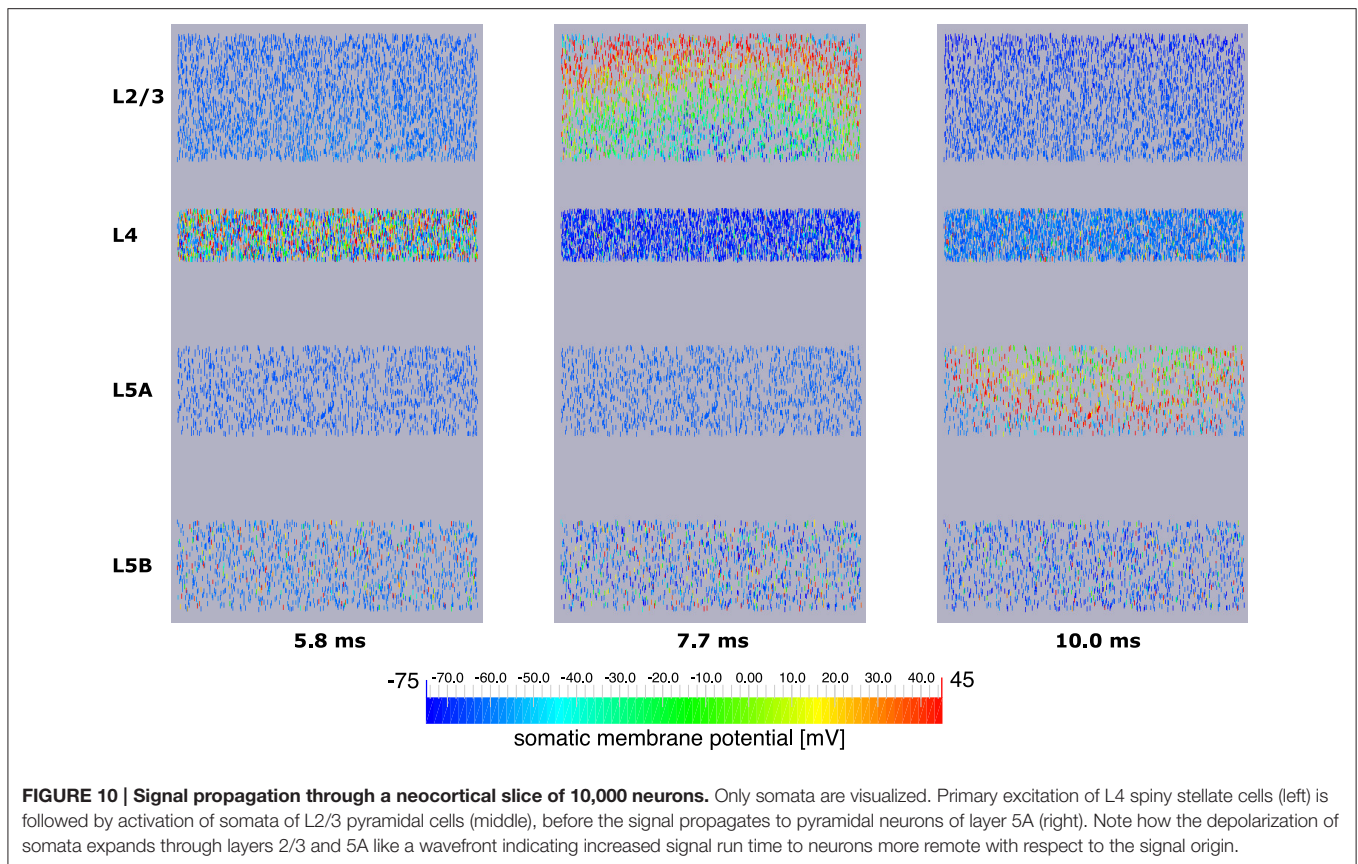 L2/3
L4
L5A
L5B
5.8 ms
7.7 ms
10.0 ms
-75 -70.0 -60.0 -50.0 -40.0 -30.0 -20.0 -10.0 0.00 10.0 20.0 30.0 40.0 45
somatic membrane potential [mV]
FIGURE 10 | Signal propagation through a neocortical slice of 10,000 neurons. Only somata are visualized. Primary excitation of L4 spiny stellate cells (left) is
followed by activation of somata of L2/3 pyramidal cells (middle), before the signal propagates to pyramidal neurons of layer 5A (right). Note how the depolarization of
somata expands through layers 2/3 and 5A like a wavefront indicating increased signal run time to neurons more remote with respect to the signal origin.